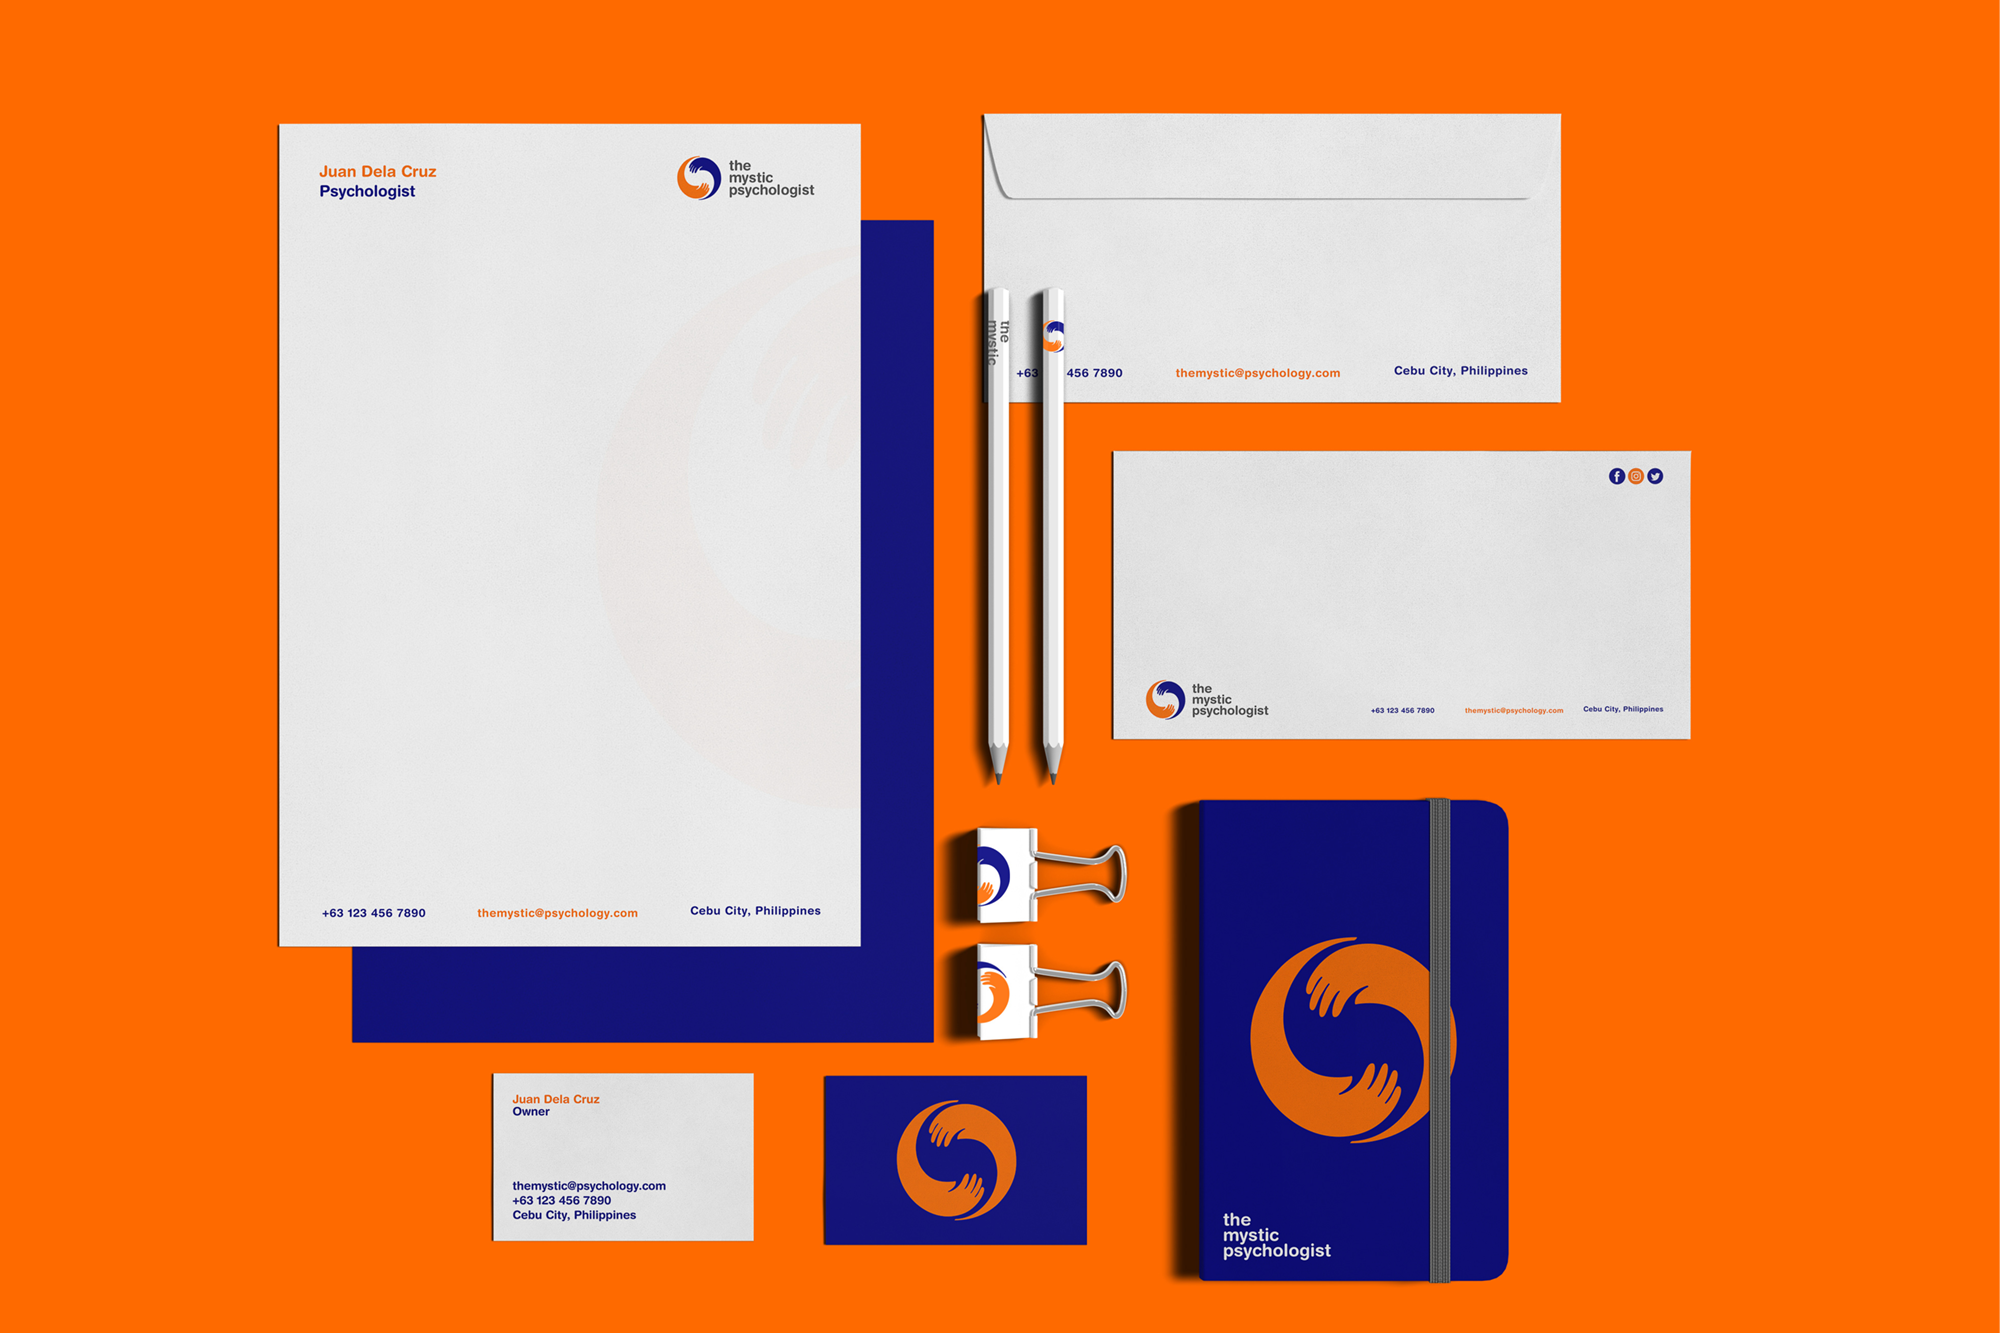 Juan Dela Cruz
Psychologist
the
mystic
psychologist
+63 123 456 7890
themystic@psychology.com
Cebu City, Philippines
the
mystic
+63
456 7890
themystic@psychology.com
Cebu City, Philippines
the
mystic
psychologist
+63 123 456 7890
themystic@psychology.com
Cebu City, Philippines
Juan Dela Cruz
Owner
themystic@psychology.com
+63 123 456 7890
Cebu City, Philippines
the
mystic
psychologist